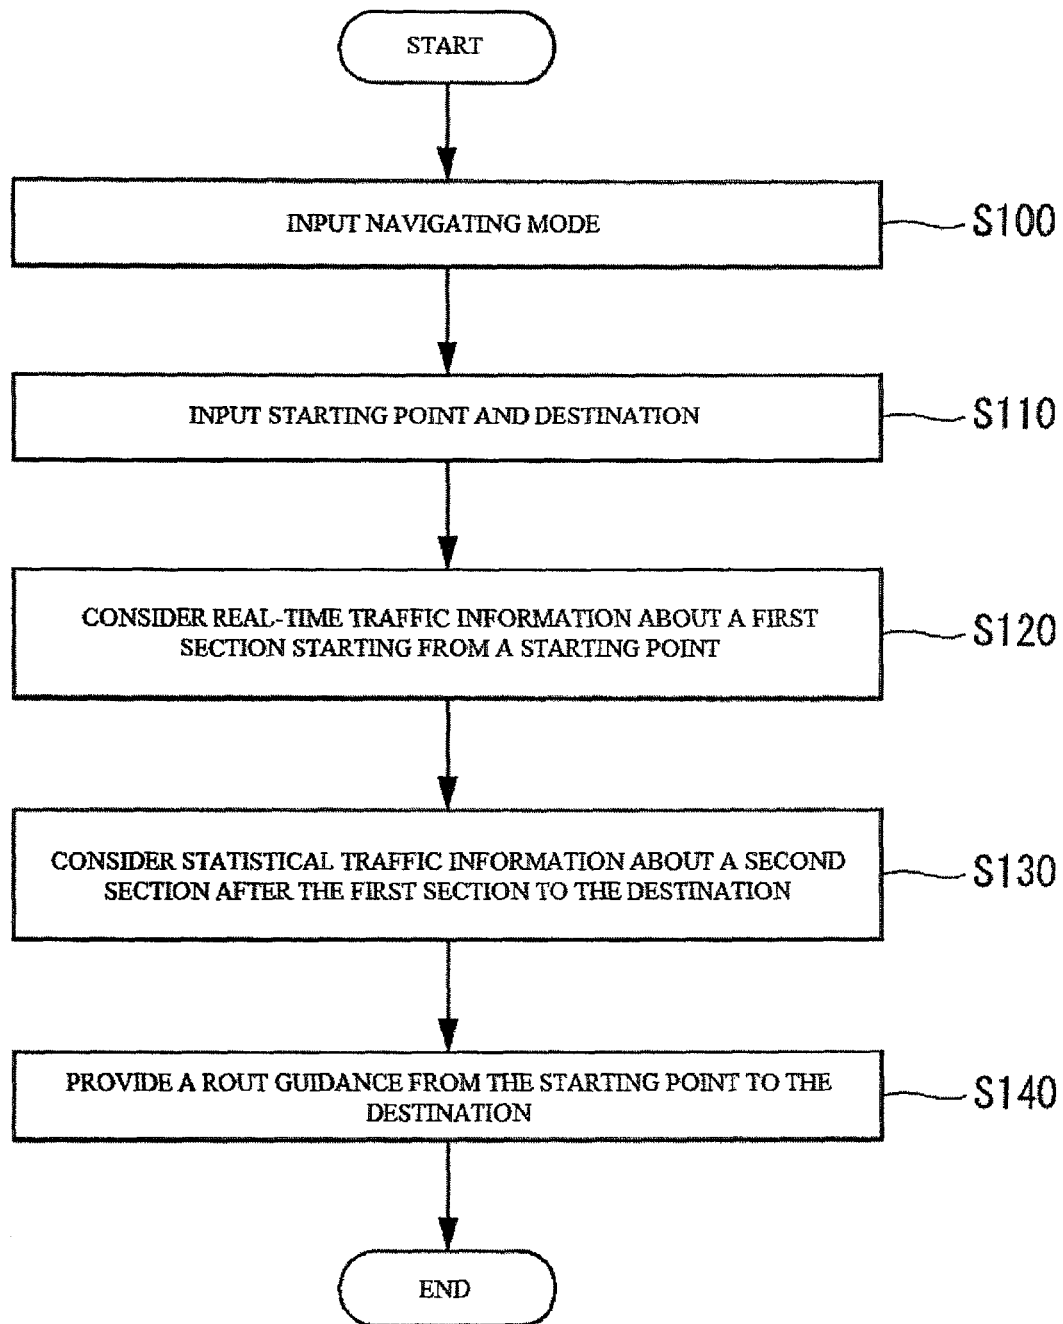 START
INPUT NAVIGATING MODE
S100
INPUT STARTING POINT AND DESTINATION
S110
CONSIDER REAL-TIME TRAFFIC INFORMATION ABOUT A FIRST
SECTION STARTING FROM A STARTING POINT
S120
CONSIDER STATISTICAL TRAFFIC INFORMATION ABOUT A SECOND
SECTION AFTER THE FIRST SECTION TO THE DESTINATION
S130
PROVIDE A ROUT GUIDANCE FROM THE STARTING POINT TO THE
DESTINATION
S140
END